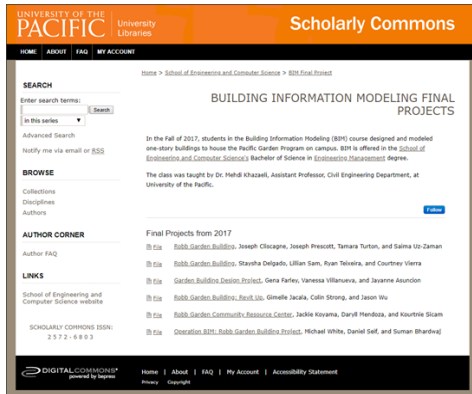 UNIVERSITY OF THE
PACIFIC
University
Libraries
Scholarly Commons
HOME ABOUT FAQ MY ACCOUNT
Home > School of Engineering and Computer Science > BIM Final Project
SEARCH
Enter search terms:
Search
in this series
Advanced Search
Notify me via email or RSS
BROWSE
Collections
Disciplines
Authors
AUTHOR CORNER
Author FAQ
LINKS
School of Engineering and
Computer Science website
SCHOLARLY COMMONS ISSN:
2572-6803
BUILDING INFORMATION MODELING FINAL
PROJECTS
In the Fall of 2017, students in the Building Information Modeling (BIM) course designed and modeled
one-story buildings to house the Pacific Garden Program on campus. BIM is offered in the School of
Engineering and Computer Science's Bachelor of Science in Engineering Management degree.
The class was taught by Dr. Mehdi Khazaeli, Assistant Professor, Civil Engineering Department, at
University of the Pacific.
Follow
Final Projects from 2017
File Robb Garden Building, Joseph Cliscagne, Joseph Prescott, Tamara Turton, and Saima Uz-Zaman
File Robb Garden Building, Staysha Delgado, Lillian Sam, Ryan Teixeira, and Courtney Vierra
File Garden Building Design Project, Gena Farley, Vanessa Villanueva, and Jayanne Asuncion
File Robb Garden Building: Revit Up, Gimelle Jacala, Colin Strong, and Jason Wu
File Robb Garden Community Resource Center, Jackie Koyama, Daryll Mendoza, and Kourtnie Sicam
File Operation BIM: Robb Garden Building Project, Michael White, Daniel Self, and Suman Bhardwaj
DIGITALCOMMONS
powered by bepress
Home | About | FAQ | My Account | Accessibility Statement
Privacy Copyright